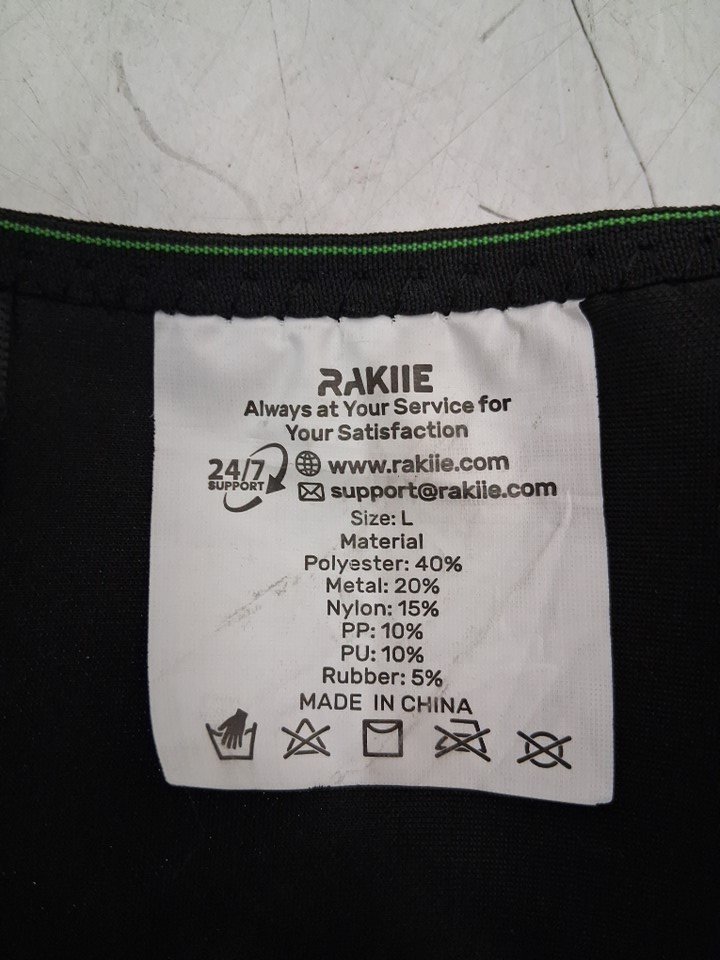 RAKIIE
Always at Your Service for
Your Satisfaction
24/7
SUPPORT
www.rakiie.com
support@rakiie.com
Size: L
Material
Polyester: 40%
Metal: 20%
Nylon: 15%
PP: 10%
PU: 10%
Rubber: 5%
MADE IN CHINA